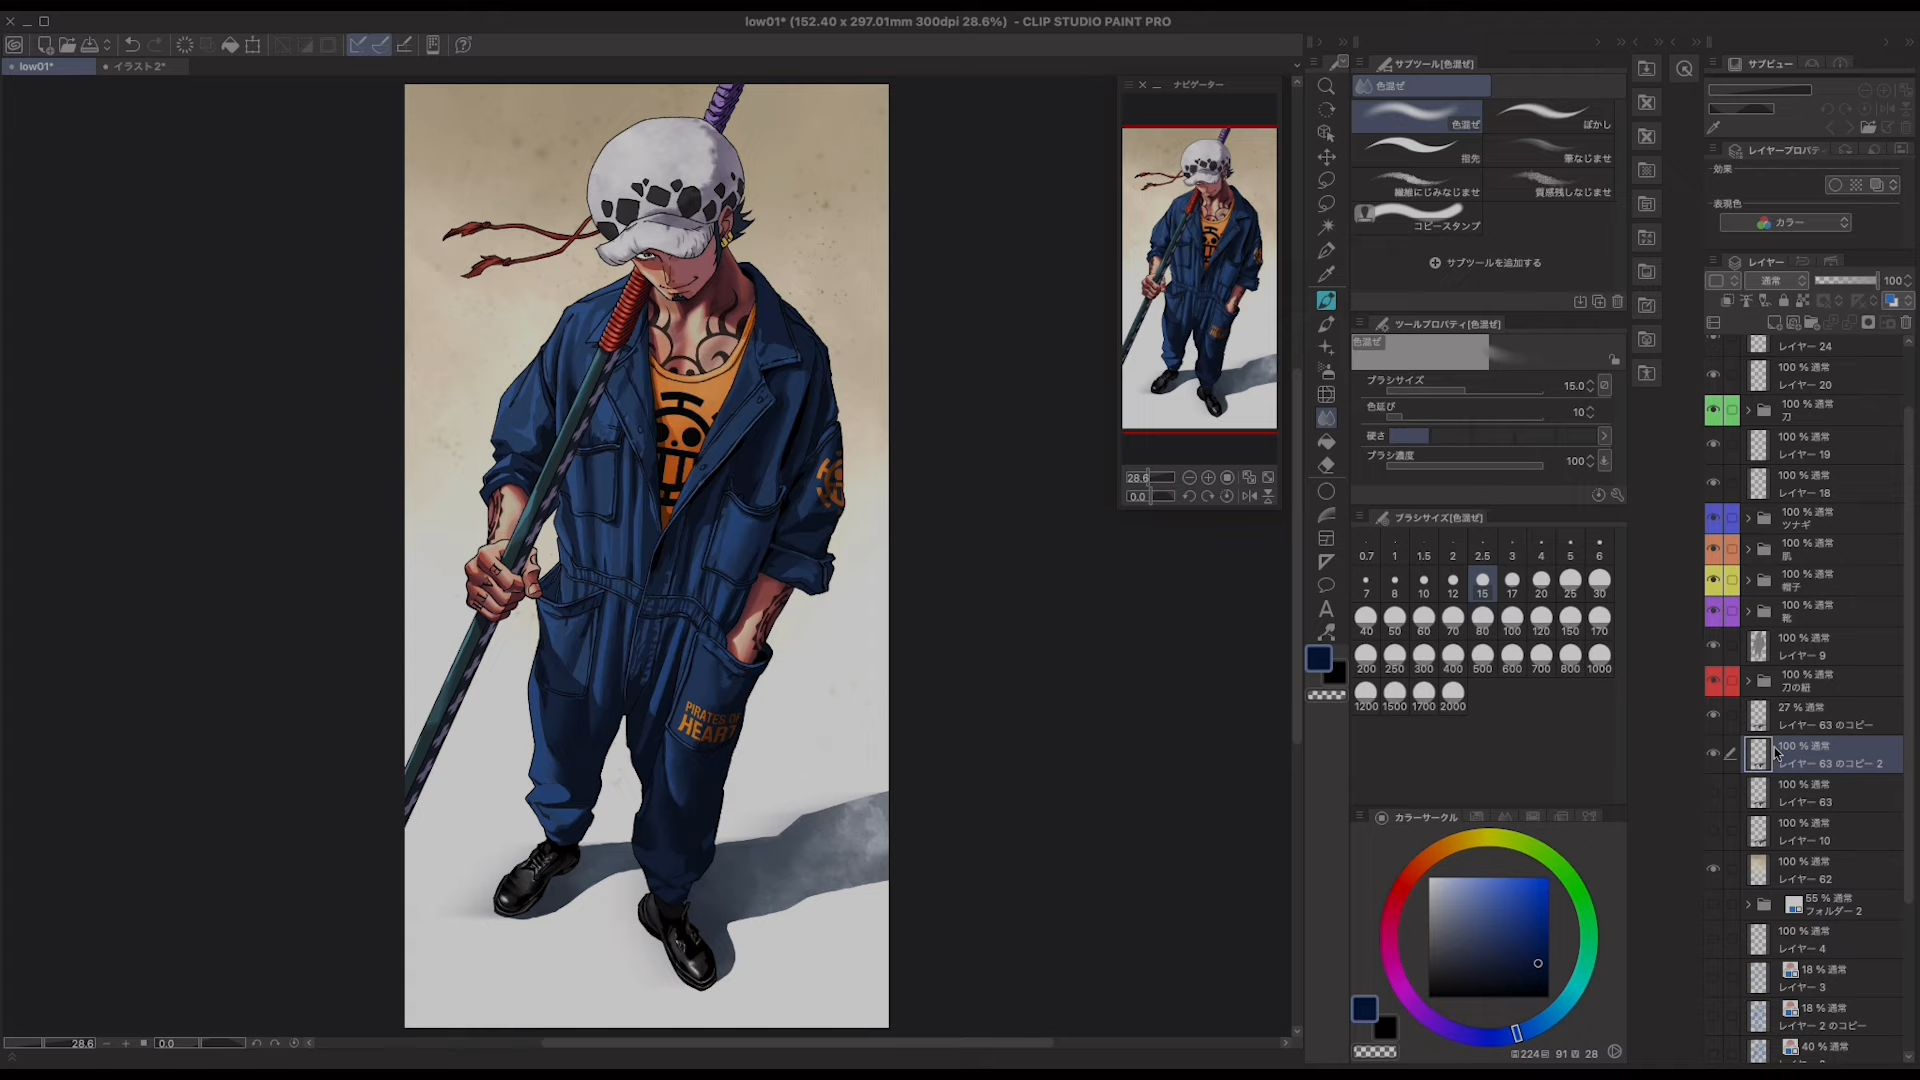 low01* (152.40 x 297.01mm 300dpi 28.6%) - CLIP STUDIO PAINT PRO
low01*
イラスト2*
ナビゲーター
28.6
0.0
PIRATES OF
HEART
28.6
0.0
サブツール[色混ぜ]
色混ぜ
色混ぜ
ぼかし
指先
筆なじませ
繊維にじみなじませ
質感残しなじませ
コピースタンプ
サブツールを追加する
ツールプロパティ[色混ぜ]
色混ぜ
ブラシサイズ 15.0
色延び 10
硬さ
ブラシ濃度 100
ブラシサイズ[色混ぜ]
0.7 1 1.5 2 2.5 3 4 5 6
7 8 10 12 15 17 20 25 30
40 50 60 70 80 100 120 150 170
200 250 300 400 500 600 700 800 1000
1200 1500 1700 2000
カラーサークル
224 91 28
サブビュー
レイヤープロパテ
効果
表現色
カラー
レイヤー
通常 100
レイヤー 24
100 % 通常
レイヤー 20
100 % 通常
刀
100 % 通常
レイヤー 19
100 % 通常
レイヤー 18
100 % 通常
ツナギ
100 % 通常
肌
100 % 通常
帽子
100 % 通常
靴
100 % 通常
レイヤー 9
100 % 通常
刀の紐
27 % 通常
レイヤー 63 のコピー
100 % 通常
レイヤー 63 のコピー 2
100 % 通常
レイヤー 63
100 % 通常
レイヤー 10
100 % 通常
レイヤー 62
55 % 通常
フォルダー 2
100 % 通常
レイヤー 4
18 % 通常
レイヤー 3
18 % 通常
レイヤー 2 のコピー
40 % 通常